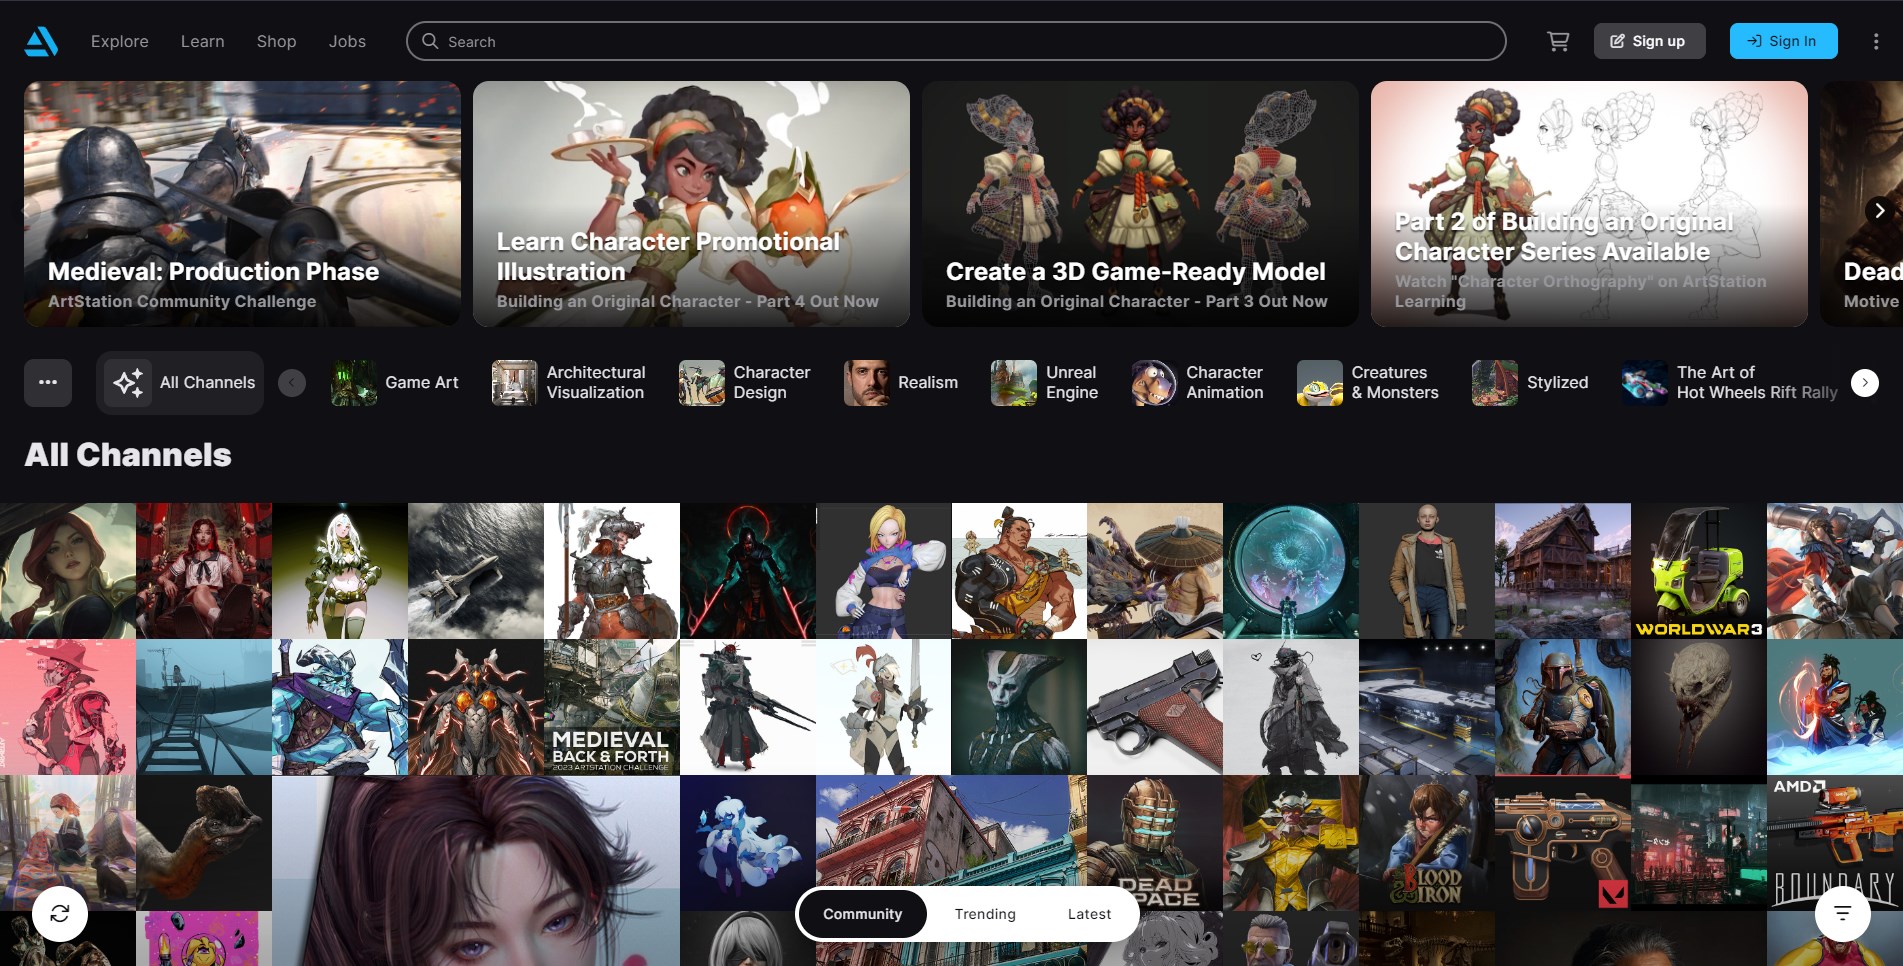 Explore Learn Shop Jobs Search Sign up Sign In
Medieval: Production Phase
ArtStation Community Challenge
Learn Character Promotional
Illustration
Building an Original Character - Part 4 Out Now
Create a 3D Game-Ready Model
Building an Original Character - Part 3 Out Now
Part 2 of Building an Original
Character Series Available
Watch "Character Orthography" on ArtStation
Learning
Dead
Motive
All Channels
Game Art
Architectural
Visualization
Character
Design
Realism
Unreal
Engine
Character
Animation
Creatures
& Monsters
Stylized
The Art of
Hot Wheels Rift Rally
All Channels
WORLDWAR3
MEDIEVAL
BACK & FORTH
2023 ARTSTATION CHALLENGE
DEAD
SPACE
BLOOD
IRON
AMD
BOUNDARY
Community Trending Latest